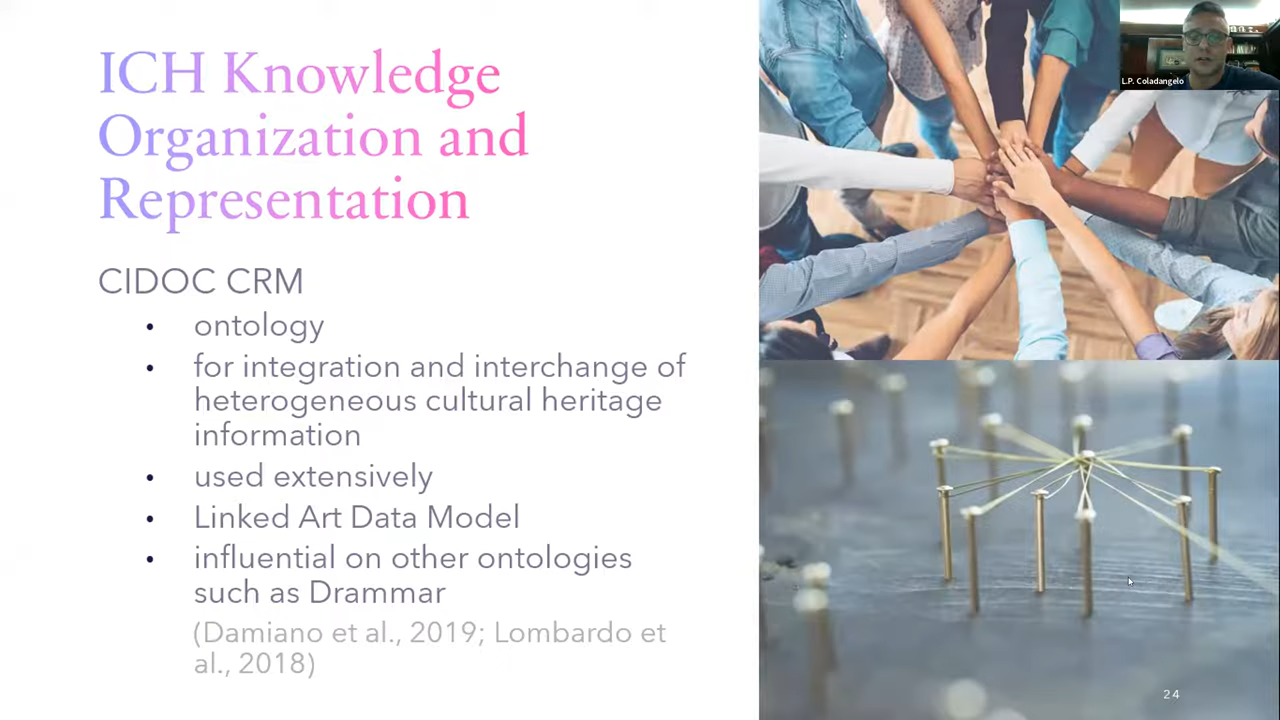 ICH Knowledge
Organization and
Representation
CIDOC CRM
• ontology
• for integration and interchange of
heterogeneous cultural heritage
information
• used extensively
• Linked Art Data Model
• influential on other ontologies
such as Drammar
(Damiano et al., 2019; Lombardo et
al., 2018)
L.P. Coladangelo
24